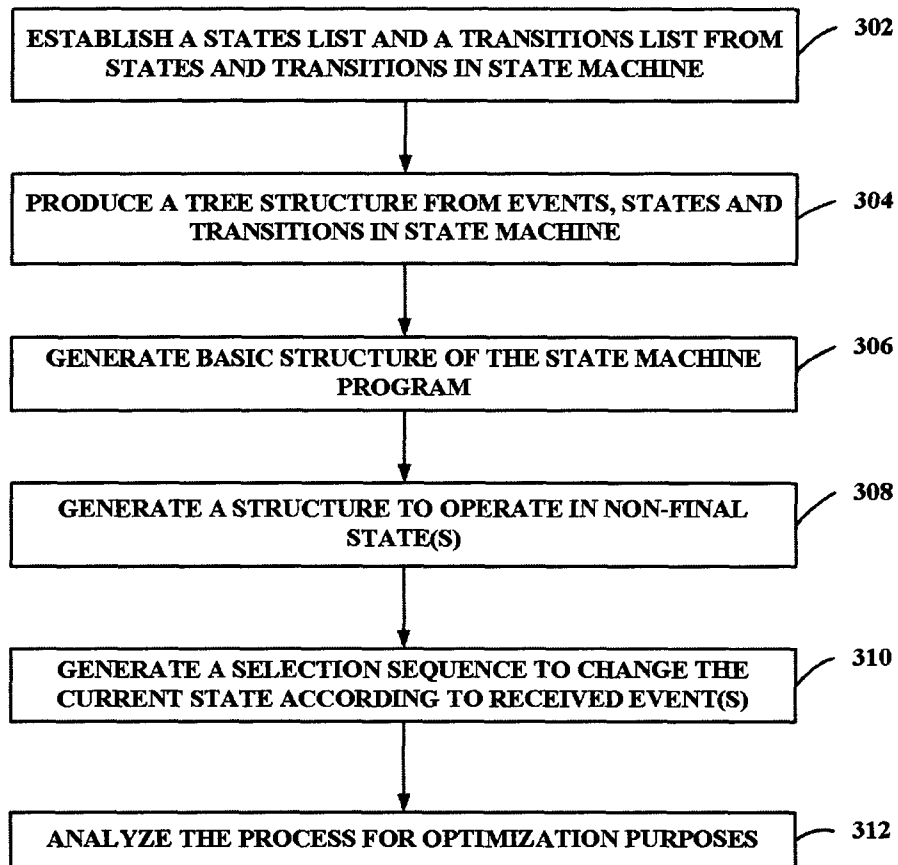 ESTABLISH A STATES LIST AND A TRANSITIONS LIST FROM
STATES AND TRANSITIONS IN STATE MACHINE
302
PRODUCE A TREE STRUCTURE FROM EVENTS, STATES AND
TRANSITIONS IN STATE MACHINE
304
GENERATE BASIC STRUCTURE OF THE STATE MACHINE
PROGRAM
306
GENERATE A STRUCTURE TO OPERATE IN NON-FINAL
STATE(S)
308
GENERATE A SELECTION SEQUENCE TO CHANGE THE
CURRENT STATE ACCORDING TO RECEIVED EVENT(S)
310
ANALYZE THE PROCESS FOR OPTIMIZATION PURPOSES
312